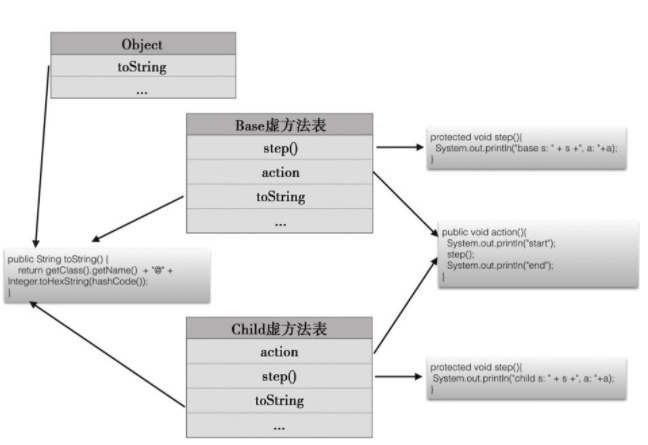 Object
toString
...
Base虚方法表
step()
action
toString
...
protected void step(){
System.out.println("base s: " + s +", a: "+a);
}
public void action(){
System.out.println("start");
step();
System.out.println("end");
}
public String toString() {
return getClass().getName() + "@" +
Integer.toHexString(hashCode());
}
Child虚方法表
action
step()
toString
...
protected void step(){
System.out.println("child s: " + s +", a: "+a);
}